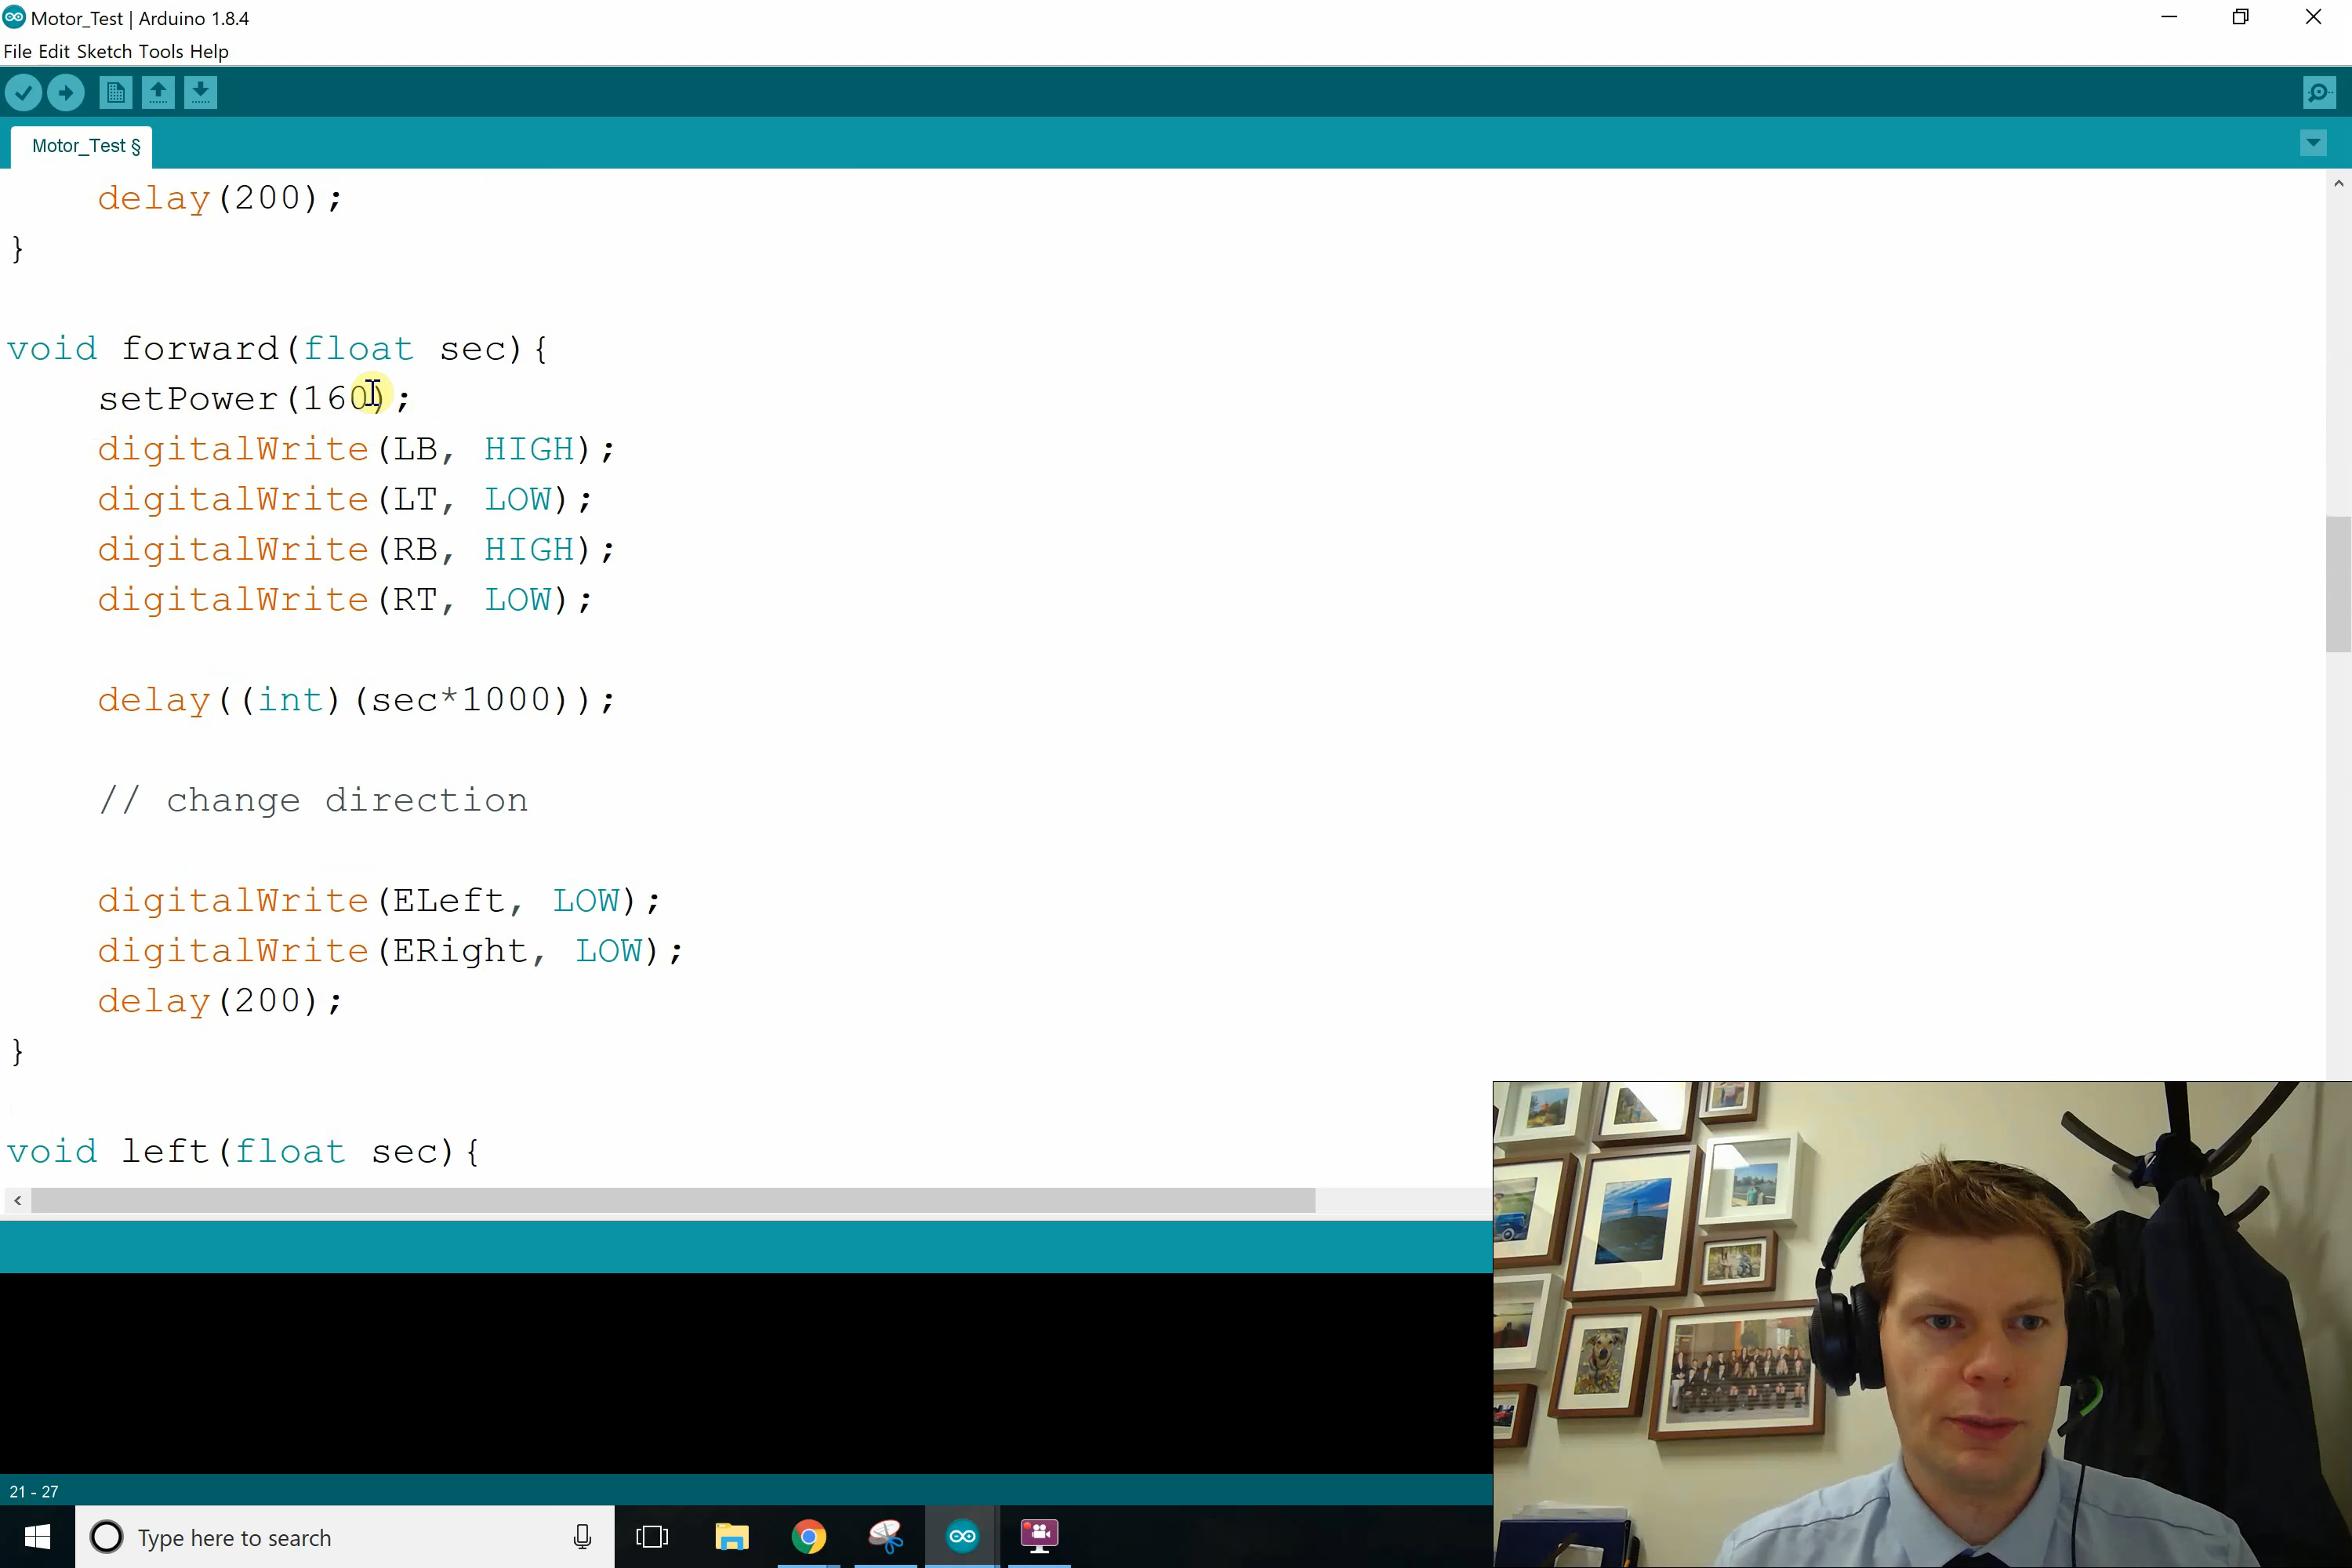 Motor_Test | Arduino 1.8.4
File Edit Sketch Tools Help
Motor_Test §
delay(200);
}
void forward(float sec){
setPower(160);
digitalWrite(LB, HIGH);
digitalWrite(LT, LOW);
digitalWrite(RB, HIGH);
digitalWrite(RT, LOW);
delay((int)(sec*1000));
// change direction
digitalWrite(ELeft, LOW);
digitalWrite(ERight, LOW);
delay(200);
}
void left(float sec){
21 - 27
Type here to search